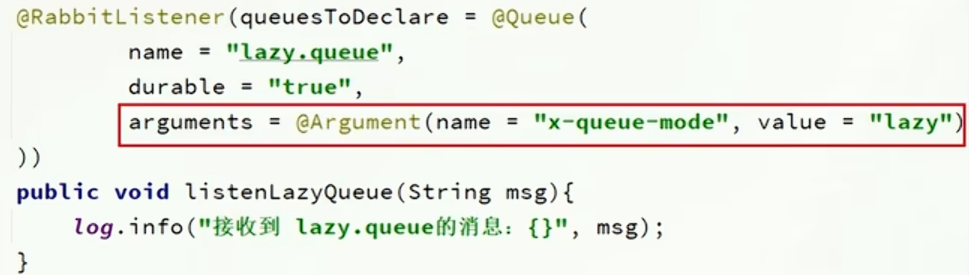 @RabbitListener(queuesToDeclare = @Queue(
        name = "lazy.queue",
        durable = "true",
        arguments = @Argument(name = "x-queue-mode", value = "lazy")
))
public void listenLazyQueue(String msg){
    log.info("接收到 lazy.queue的消息：{}", msg);
}